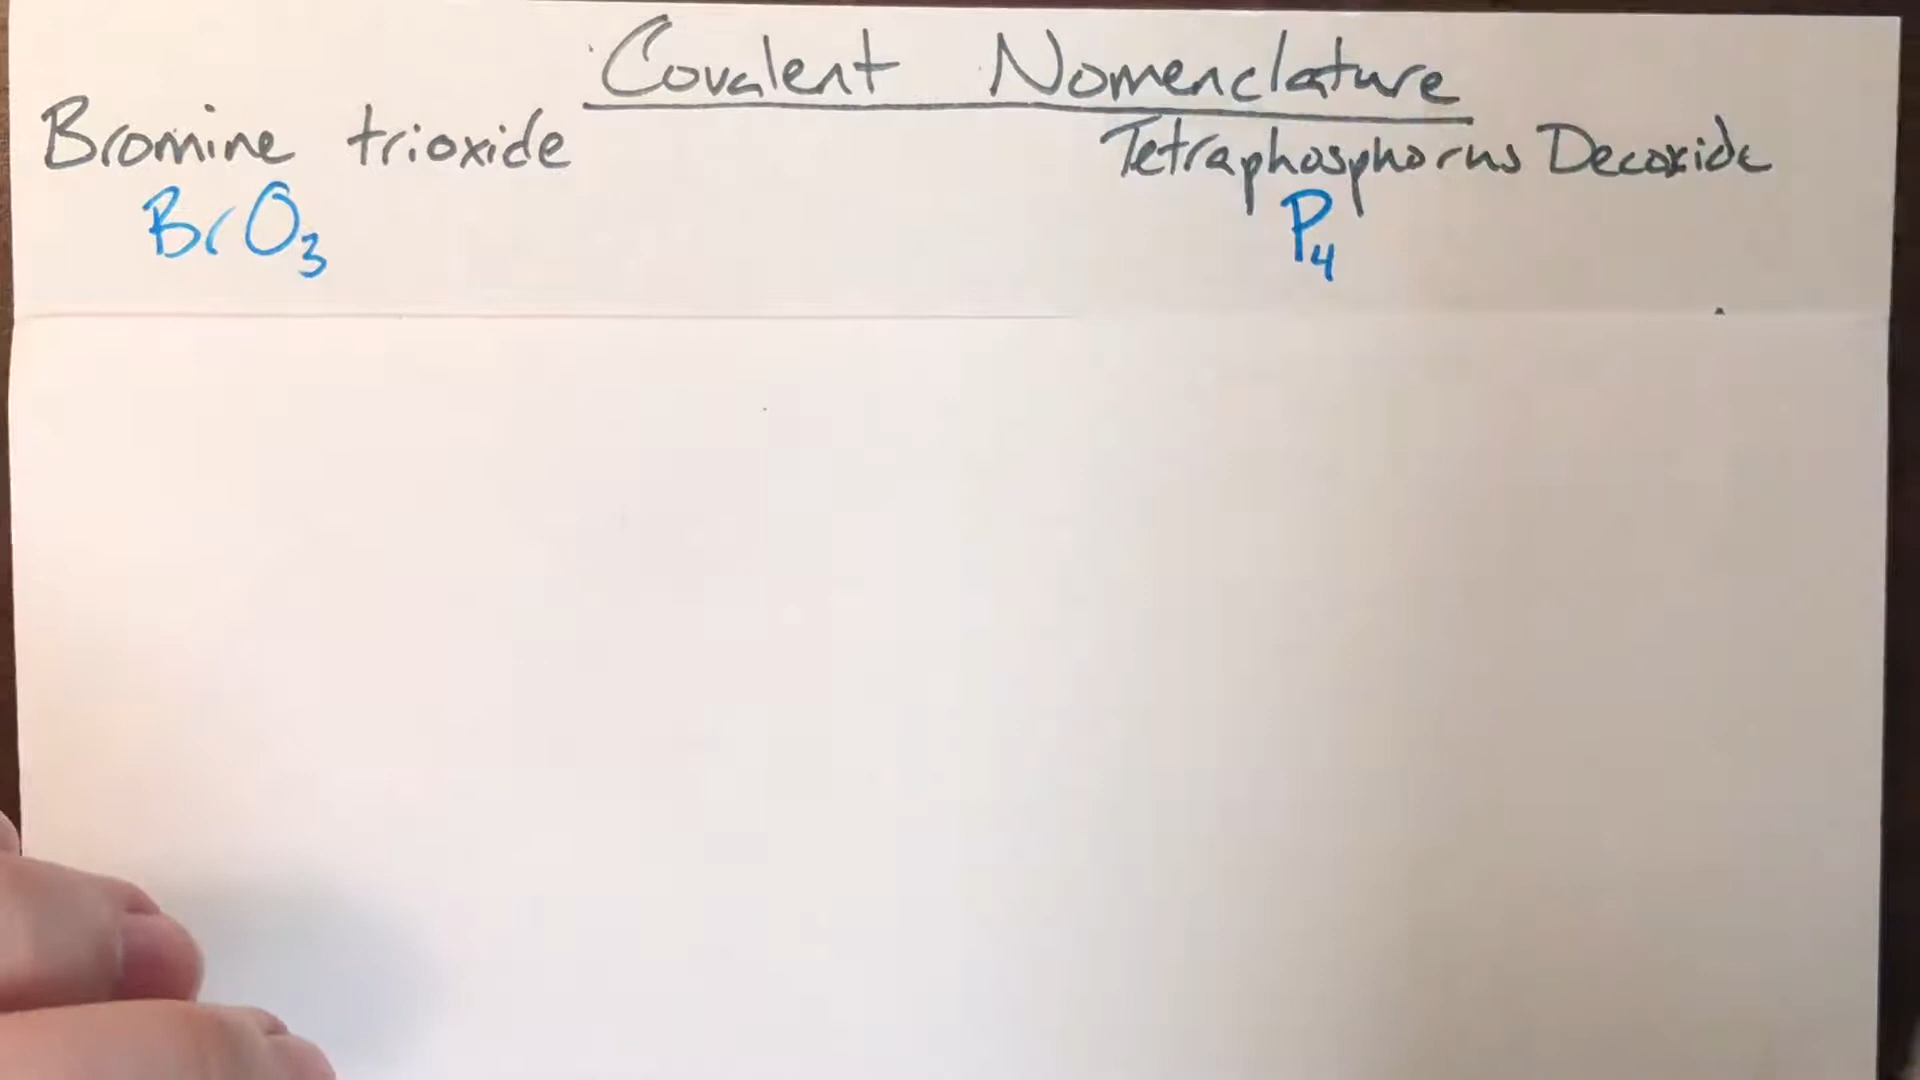 Covalent Nomenclature
Bromine trioxide
BrO₃
Tetraphosphorus Decoxide
P₄